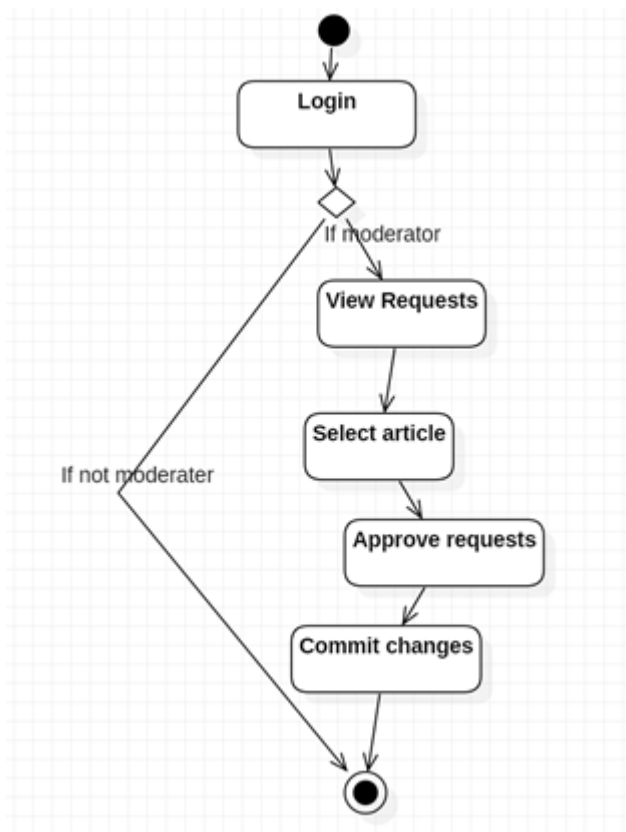 Login
If moderator
View Requests
Select article
If not moderater
Approve requests
Commit changes